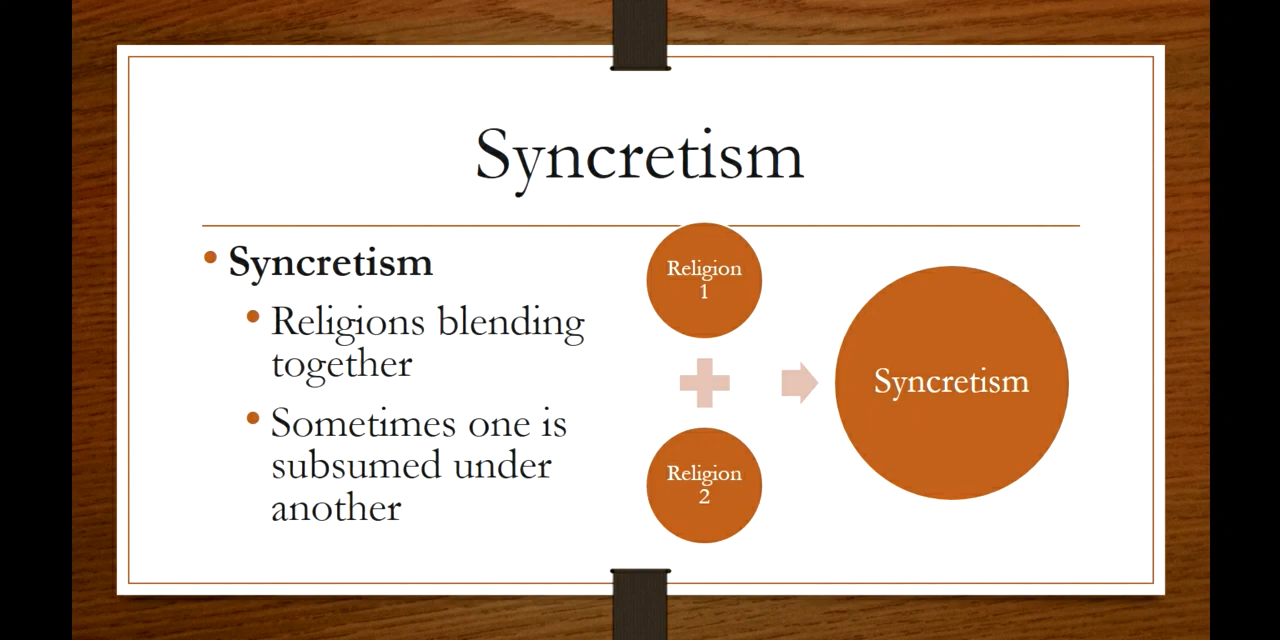 Syncretism
• Syncretism
• Religions blending
together
• Sometimes one is
subsumed under
another
Religion
1
Religion
2
Syncretism